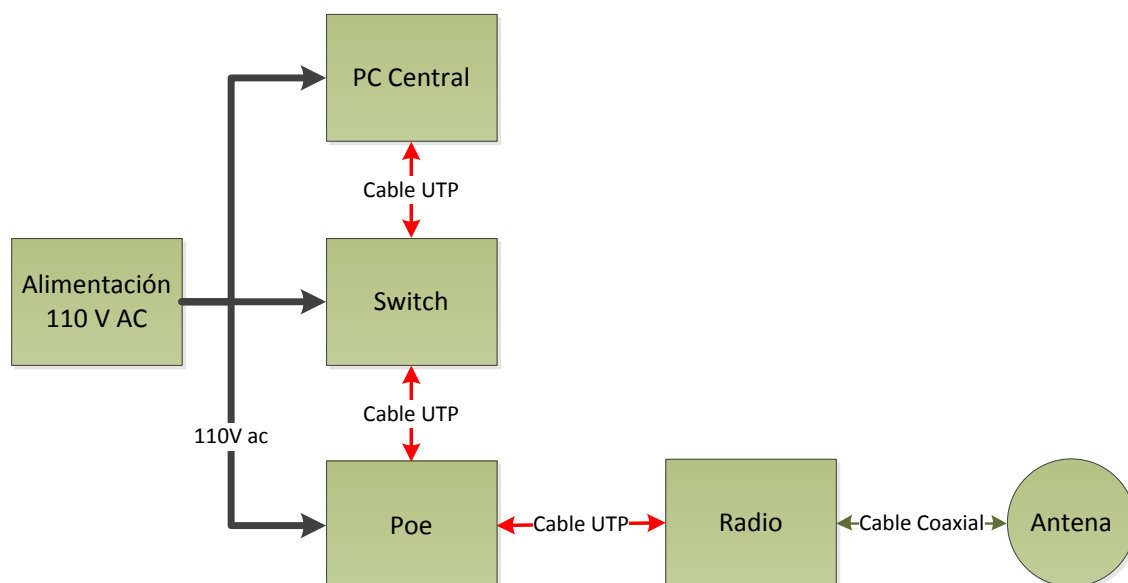 PC Central
Cable UTP
Alimentación
110 V AC
Switch
Cable UTP
110V ac
Poe
Cable UTP
Radio
Cable Coaxial
Antena